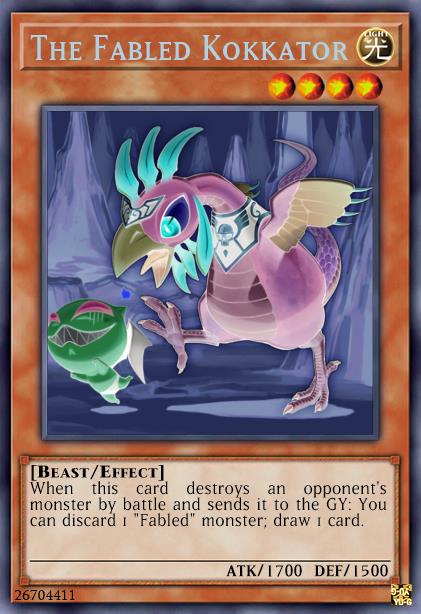 THE FABLED KOKKATOR
LIGHT
光
[BEAST/EFFECT]
When this card destroys an opponent's
monster by battle and sends it to the GY: You
can discard 1 "Fabled" monster; draw 1 card.
ATK/1700 DEF/1500
26704411